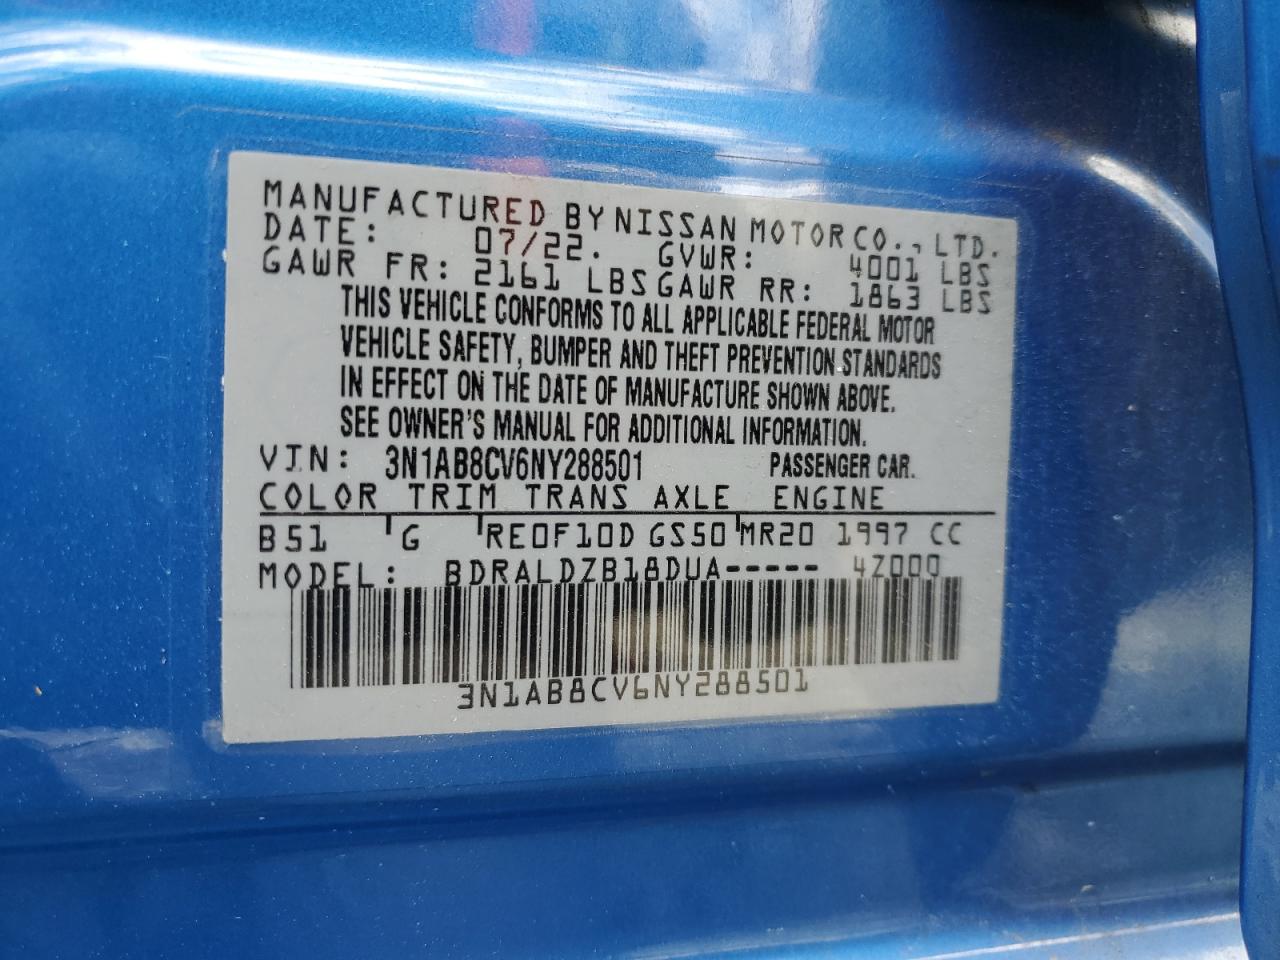 MANUFACTURED BY NISSAN MOTOR CO., LTD.
DATE: 07/22. GVWR: 4001 LBS
GAWR FR: 2161 LBS GAWR RR: 1863 LBS
THIS VEHICLE CONFORMS TO ALL APPLICABLE FEDERAL MOTOR
VEHICLE SAFETY, BUMPER AND THEFT PREVENTION STANDARDS
IN EFFECT ON THE DATE OF MANUFACTURE SHOWN ABOVE.
SEE OWNER'S MANUAL FOR ADDITIONAL INFORMATION.
VIN: 3N1AB8CV6NY288501 PASSENGER CAR.
COLOR TRIM TRANS AXLE ENGINE
B51 G RE0F10D GS50 MR20 1997 CC
MODEL: BDRALDZB18DUA----- 4Z000
3N1AB8CV6NY288501